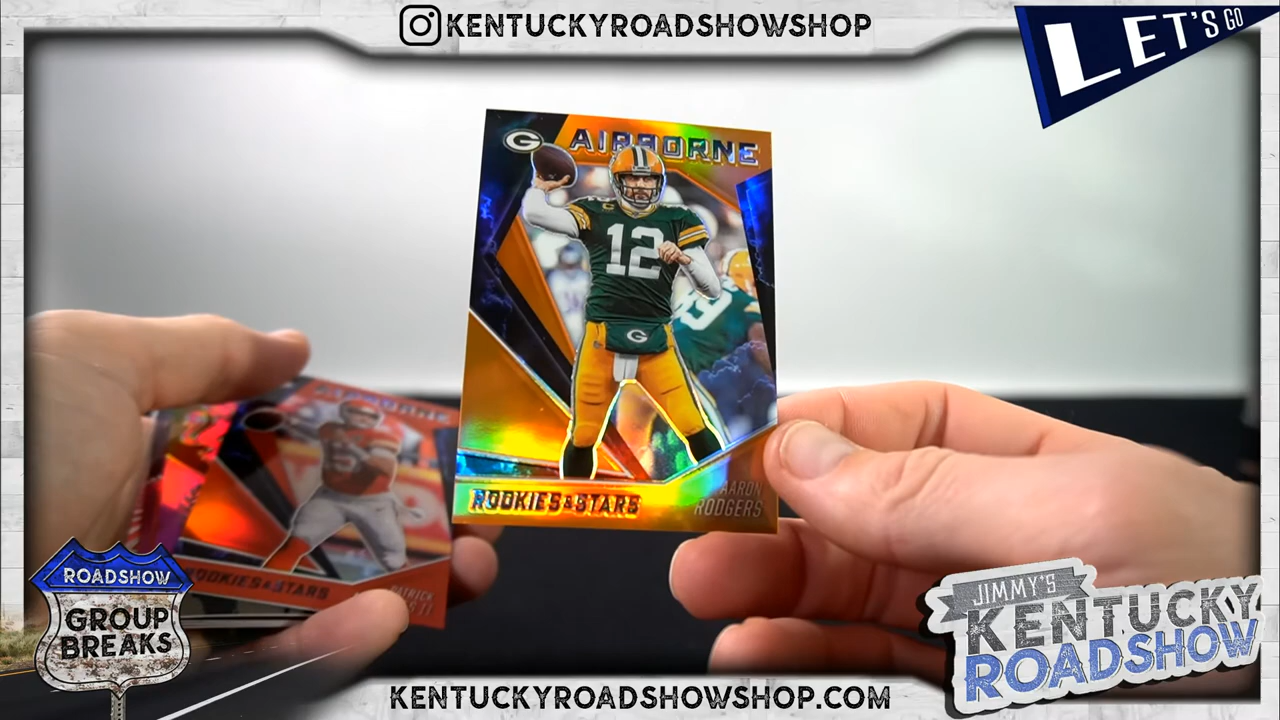 KENTUCKYROADSHOWSHOP
LET'S GO
G
AIRBORNE
12
G
ROOKIES&STARS
AARON
RODGERS
ROOKIES&STARS
PATRICK
ROADSHOW
GROUP
BREAKS
JIMMY'S
KENTUCKY
ROADSHOW
KENTUCKYROADSHOWSHOP.COM